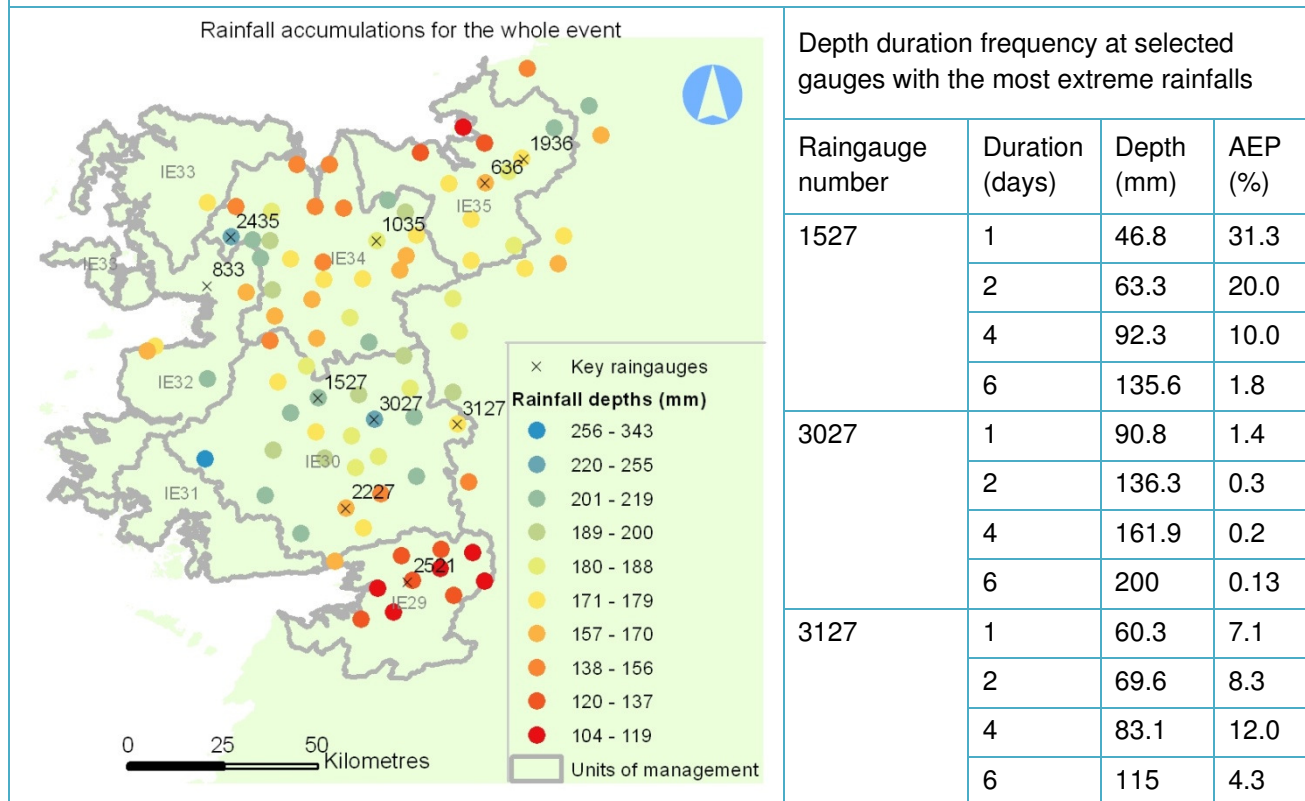 Rainfall accumulations for the whole event
1936
636
IE33
IE35
2435
1035
IE34
IE33
833
IE32
1527
3027
3127
IE30
IE31
2227
2521
IE29
0 25 50
Kilometres
Key raingauges
Rainfall depths (mm)
256 - 343
220 - 255
201 - 219
189 - 200
180 - 188
171 - 179
157 - 170
138 - 156
120 - 137
104 - 119
Units of management
Depth duration frequency at selected
gauges with the most extreme rainfalls
Raingauge Duration Depth AEP
number (days) (mm) (%)
1527 1 46.8 31.3
2 63.3 20.0
4 92.3 10.0
6 135.6 1.8
3027 1 90.8 1.4
2 136.3 0.3
4 161.9 0.2
6 200 0.13
3127 1 60.3 7.1
2 69.6 8.3
4 83.1 12.0
6 115 4.3